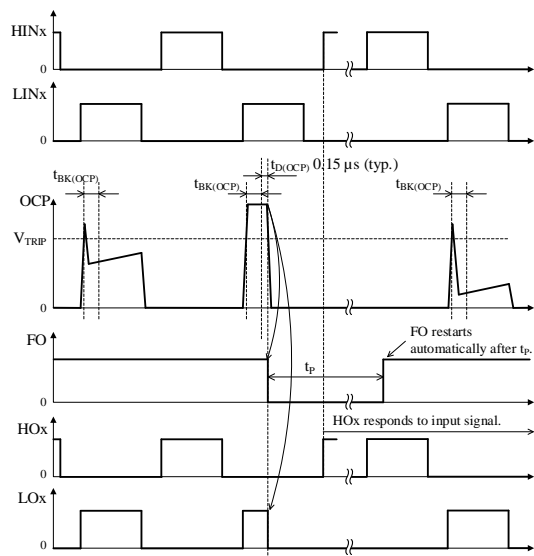 HINx
0
LINx
0
tD(OCP) 0.15 µs (typ.)
tBK(OCP)
tBK(OCP)
tBK(OCP)
OCP
VTRIP
0
FO
FO restarts
automatically after tP.
tP
0
HOx
HOx responds to input signal.
0
LOx
0